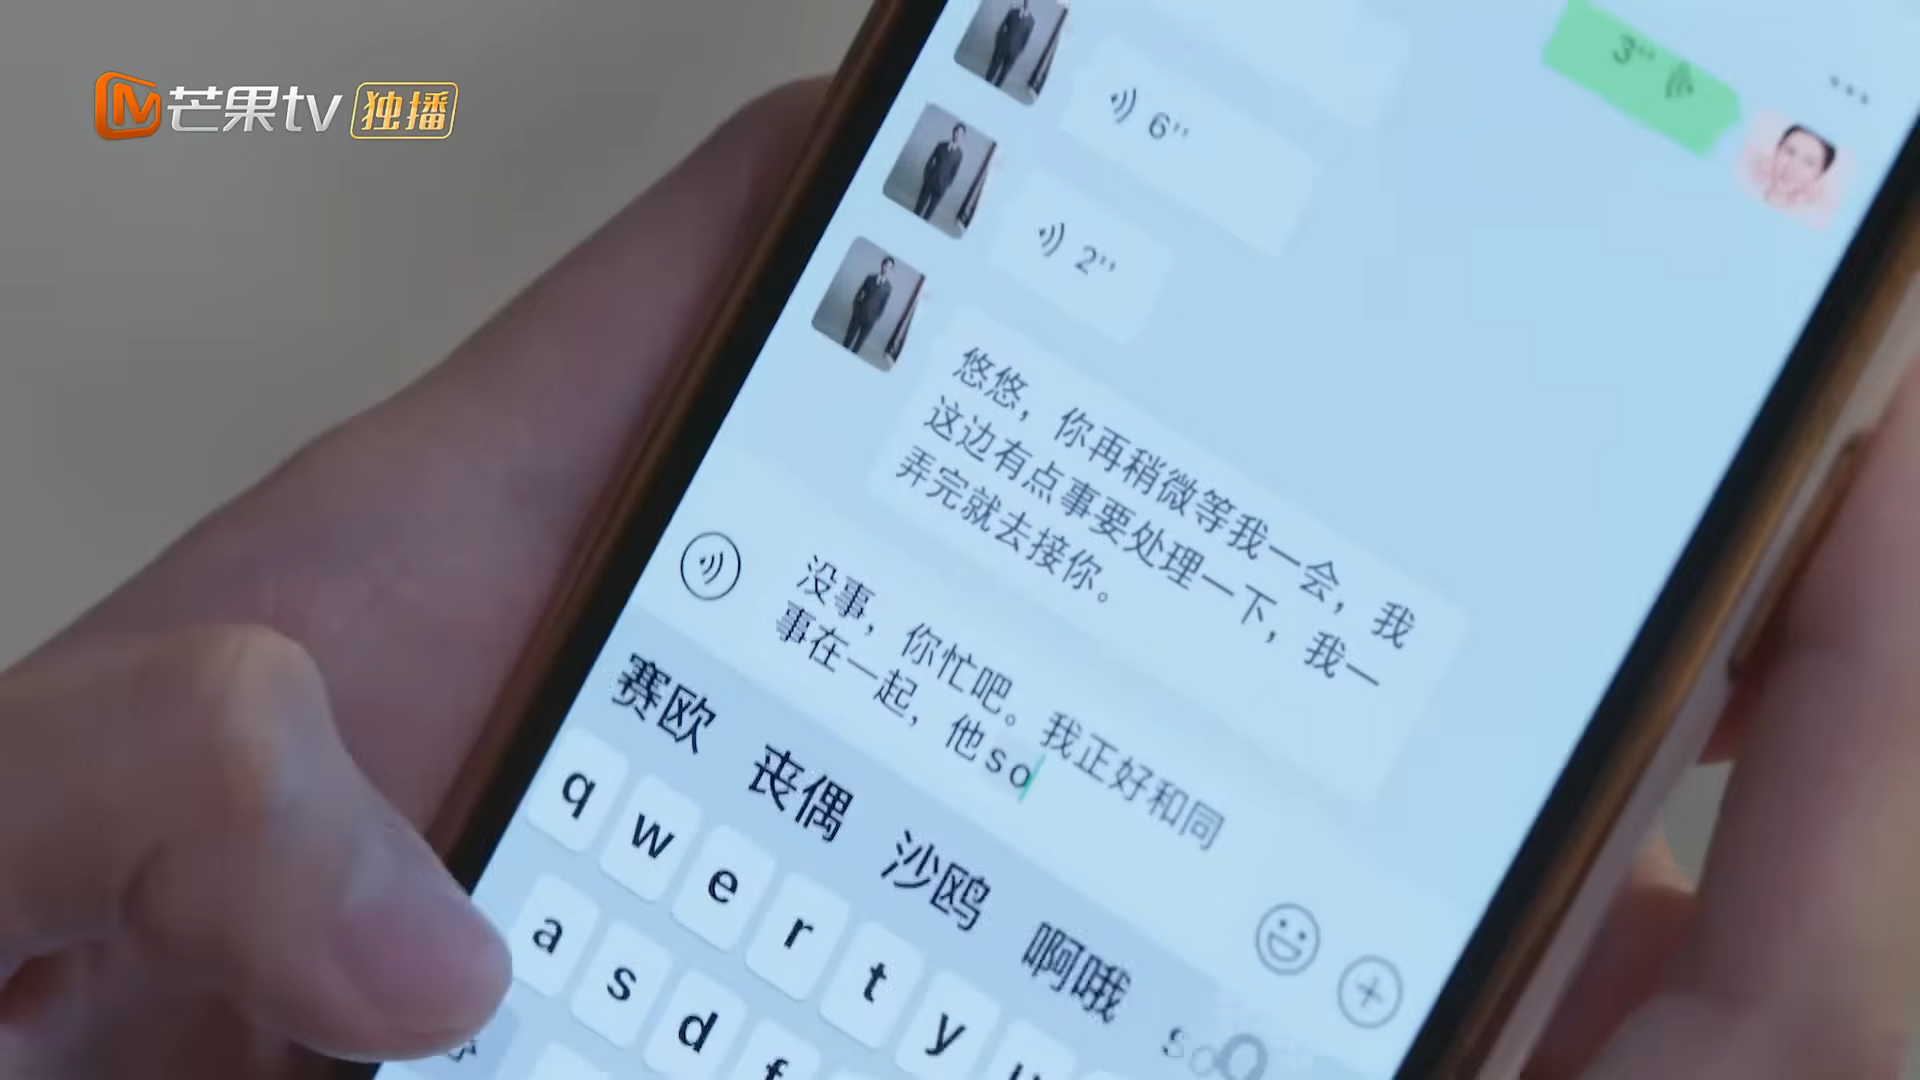 芒果tv 独播
3''
6''
2''
悠悠，你再稍微等我一会，我
这边有点事要处理一下，我一
弄完就去接你。
没事，你忙吧。我正好和同
事在一起，他so
赛欧 丧偶 沙鸥 啊哦 so
q w e r t y
a s d f